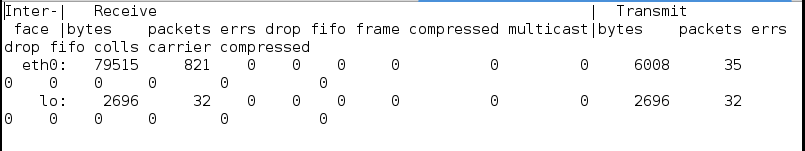 Inter-|   Receive                                                |  Transmit
 face |bytes    packets errs drop fifo frame compressed multicast|bytes    packets errs
drop fifo colls carrier compressed
  eth0:   79515     821    0    0    0     0          0         0     6008      35
0    0    0     0       0          0
    lo:    2696      32    0    0    0     0          0         0     2696      32
0    0    0     0       0          0